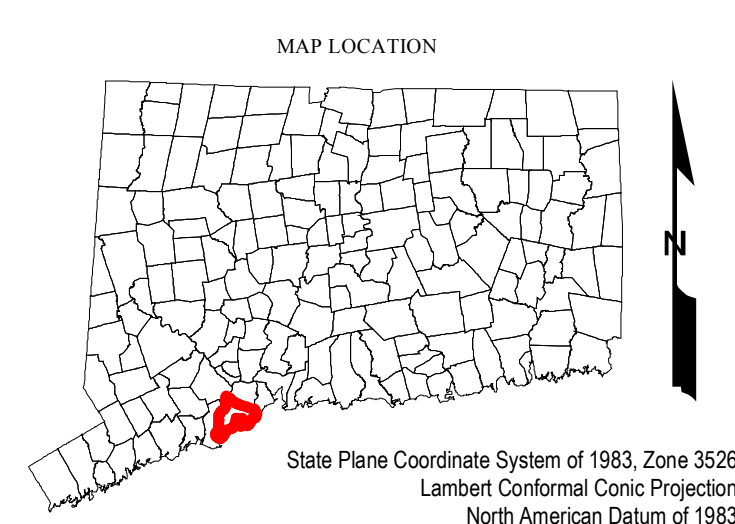 MAP LOCATION
N
State Plane Coordinate System of 1983, Zone 3526
Lambert Conformal Conic Projection
North American Datum of 1983